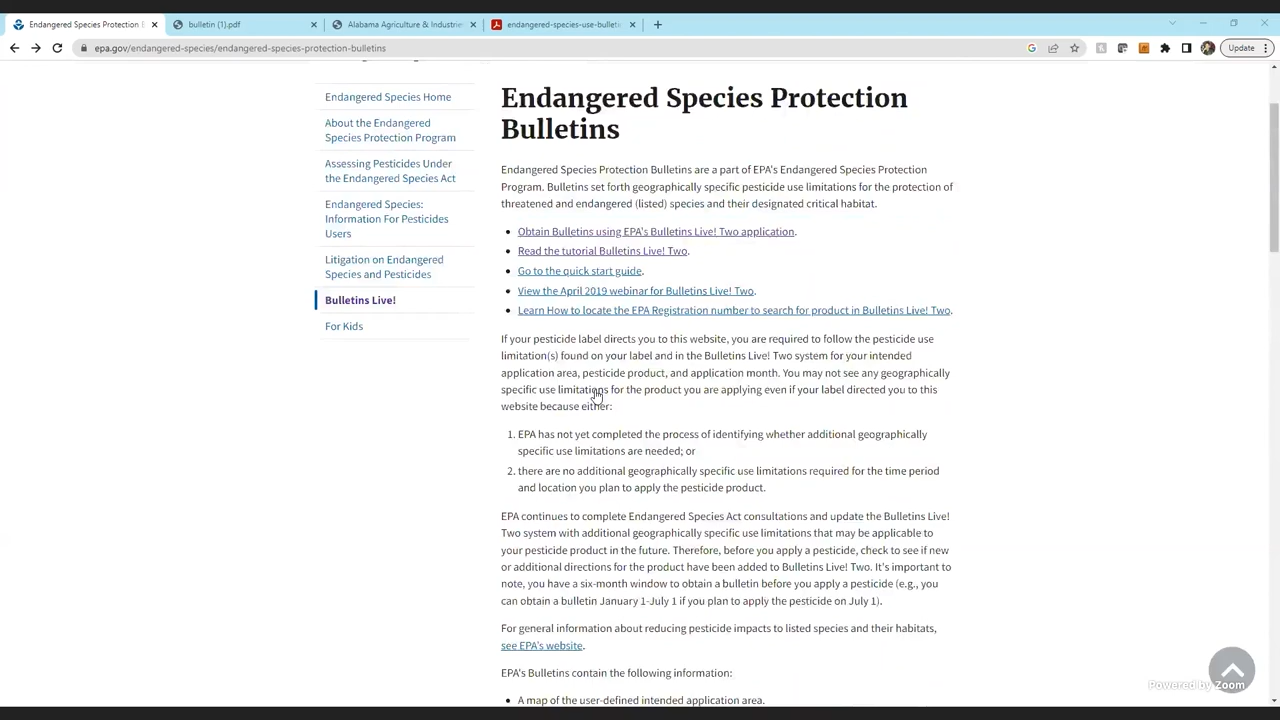 Endangered Species Protection B
bulletin (1).pdf
Alabama Agriculture & Industries
endangered-species-use-bulletin
epa.gov/endangered-species/endangered-species-protection-bulletins
Update
Endangered Species Home
About the Endangered
Species Protection Program
Assessing Pesticides Under
the Endangered Species Act
Endangered Species:
Information For Pesticides
Users
Litigation on Endangered
Species and Pesticides
Bulletins Live!
For Kids
Endangered Species Protection
Bulletins
Endangered Species Protection Bulletins are a part of EPA's Endangered Species Protection
Program. Bulletins set forth geographically specific pesticide use limitations for the protection of
threatened and endangered (listed) species and their designated critical habitat.
• Obtain Bulletins using EPA's Bulletins Live! Two application.
• Read the tutorial Bulletins Live! Two.
• Go to the quick start guide.
• View the April 2019 webinar for Bulletins Live! Two.
• Learn How to locate the EPA Registration number to search for product in Bulletins Live! Two.
If your pesticide label directs you to this website, you are required to follow the pesticide use
limitation(s) found on your label and in the Bulletins Live! Two system for your intended
application area, pesticide product, and application month. You may not see any geographically
specific use limitations for the product you are applying even if your label directed you to this
website because either:
1. EPA has not yet completed the process of identifying whether additional geographically
specific use limitations are needed; or
2. there are no additional geographically specific use limitations required for the time period
and location you plan to apply the pesticide product.
EPA continues to complete Endangered Species Act consultations and update the Bulletins Live!
Two system with additional geographically specific use limitations that may be applicable to
your pesticide product in the future. Therefore, before you apply a pesticide, check to see if new
or additional directions for the product have been added to Bulletins Live! Two. It's important to
note, you have a six-month window to obtain a bulletin before you apply a pesticide (e.g., you
can obtain a bulletin January 1-July 1 if you plan to apply the pesticide on July 1).
For general information about reducing pesticide impacts to listed species and their habitats,
see EPA's website.
EPA's Bulletins contain the following information:
• A map of the user-defined intended application area.
Powered by Zoom